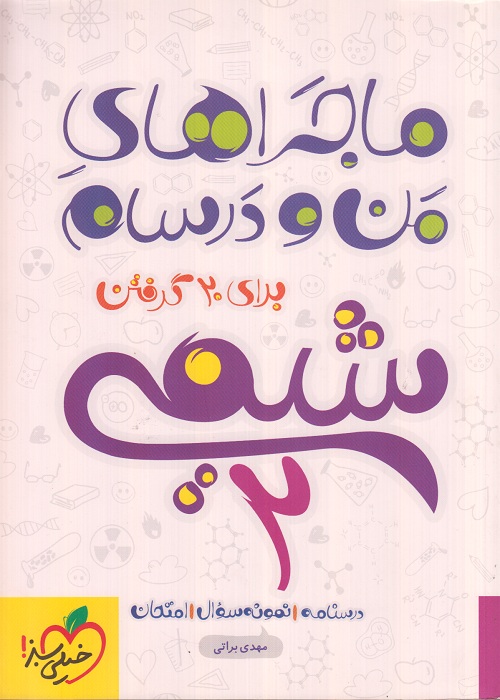 ماجراهای
من و درسام
برای ۲۰ گرفتن
شیمی
۲
درسنامه | نمونه سؤال | امتحان
مهدی براتی
خیلی سبز!